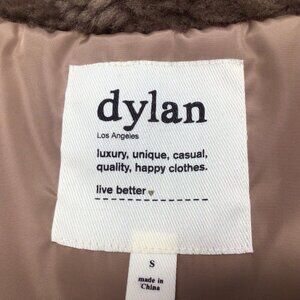 dylan
Los Angeles
luxury, unique, casual,
quality, happy clothes.
live better
S
made in
China